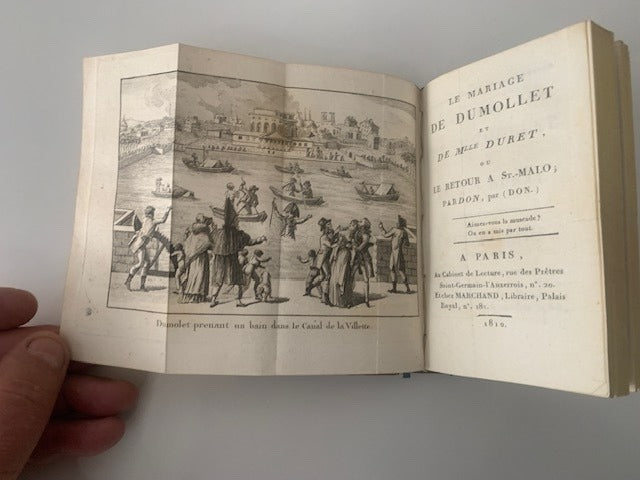 Dumolet prenant un bain dans le Canal de la Villette
LE MARIAGE
DE DUMOLLET
ET
DE MLLE DURET,
OU
LE RETOUR A ST.-MALO;
PARDON, par (DON.)
Aimez-vous la muscade?
On en a mis par-tout.
A PARIS,
Au Cabinet de Lecture, rue des Prêtres
Saint-Germain-l'Auxerrois, n°. 20.
Et chez MARCHAND, Libraire, Palais
Royal, n°. 181.
1810.